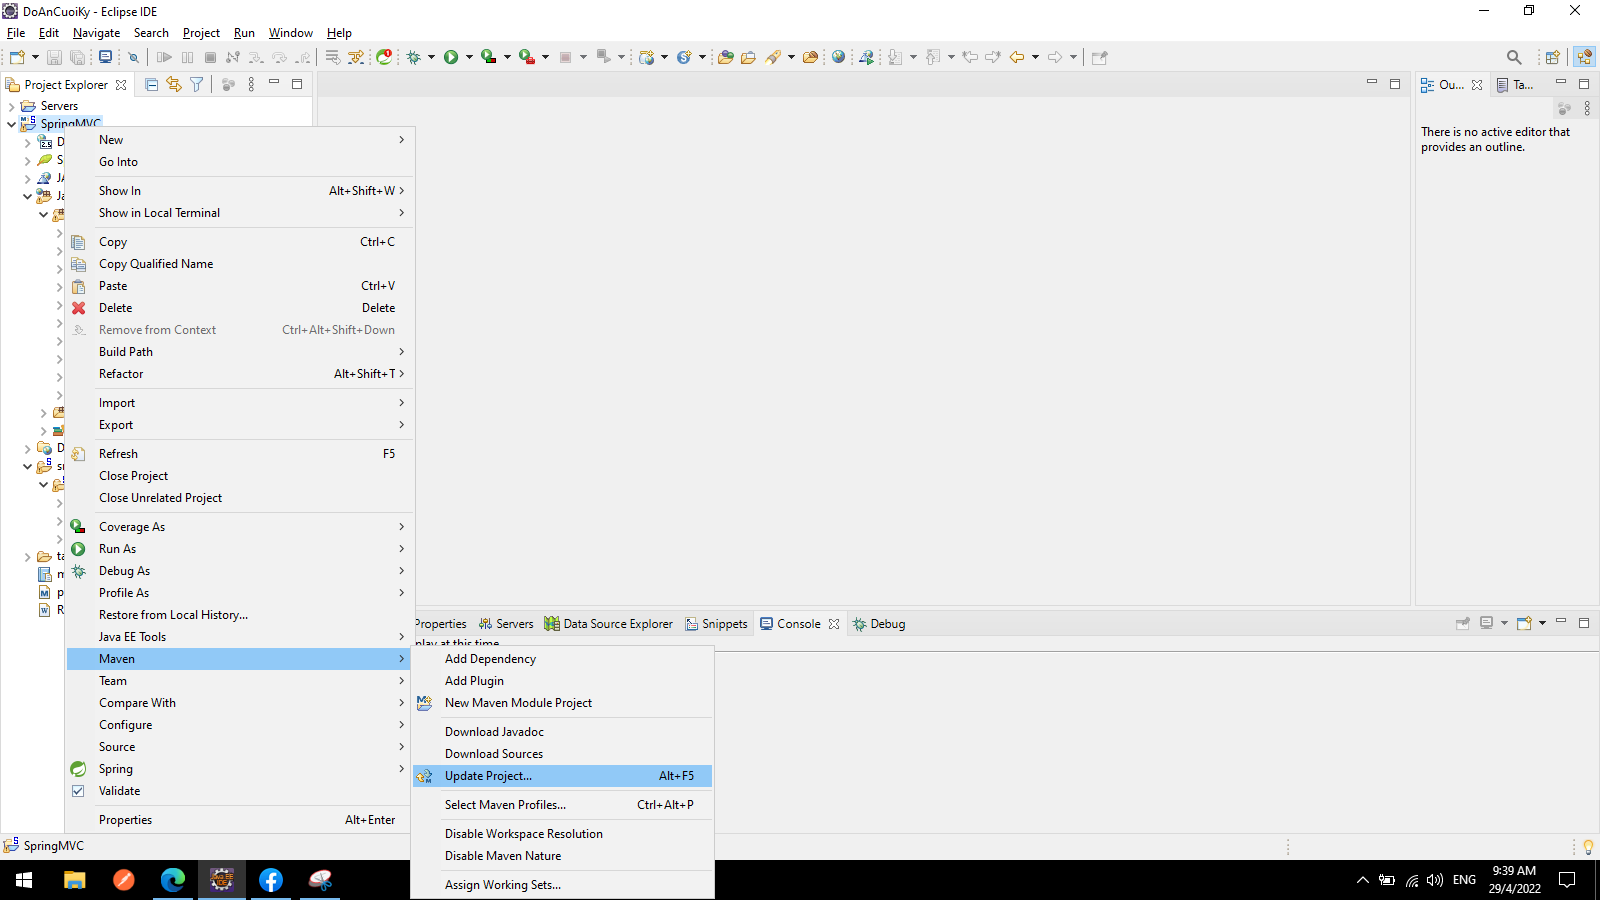 DoAnCuoiKy - Eclipse IDE
File Edit Navigate Search Project Run Window Help
Project Explorer
Servers
SpringMVC
New
Go Into
Show In Alt+Shift+W
Show in Local Terminal
Copy Ctrl+C
Copy Qualified Name
Paste Ctrl+V
Delete Delete
Remove from Context Ctrl+Alt+Shift+Down
Build Path
Refactor Alt+Shift+T
Import
Export
Refresh F5
Close Project
Close Unrelated Project
Coverage As
Run As
Debug As
Profile As
Restore from Local History...
Java EE Tools
Maven
Team
Compare With
Configure
Source
Spring
Validate
Properties Alt+Enter
Add Dependency
Add Plugin
New Maven Module Project
Download Javadoc
Download Sources
Update Project... Alt+F5
Select Maven Profiles... Ctrl+Alt+P
Disable Workspace Resolution
Disable Maven Nature
Assign Working Sets...
Properties Servers Data Source Explorer Snippets Console Debug
play at this time.
Ou... Ta...
There is no active editor that
provides an outline.
SpringMVC
ENG
9:39 AM
29/4/2022